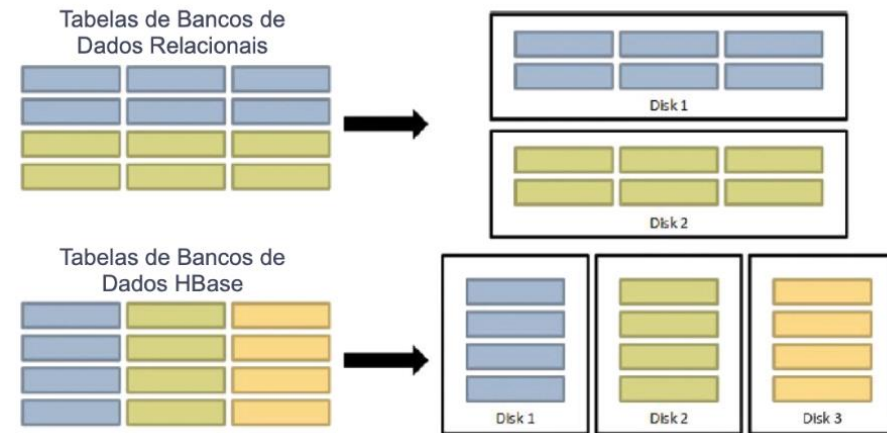 Tabelas de Bancos de
Dados Relacionais
Disk 1
Disk 2
Tabelas de Bancos de
Dados HBase
Disk 1
Disk 2
Disk 3